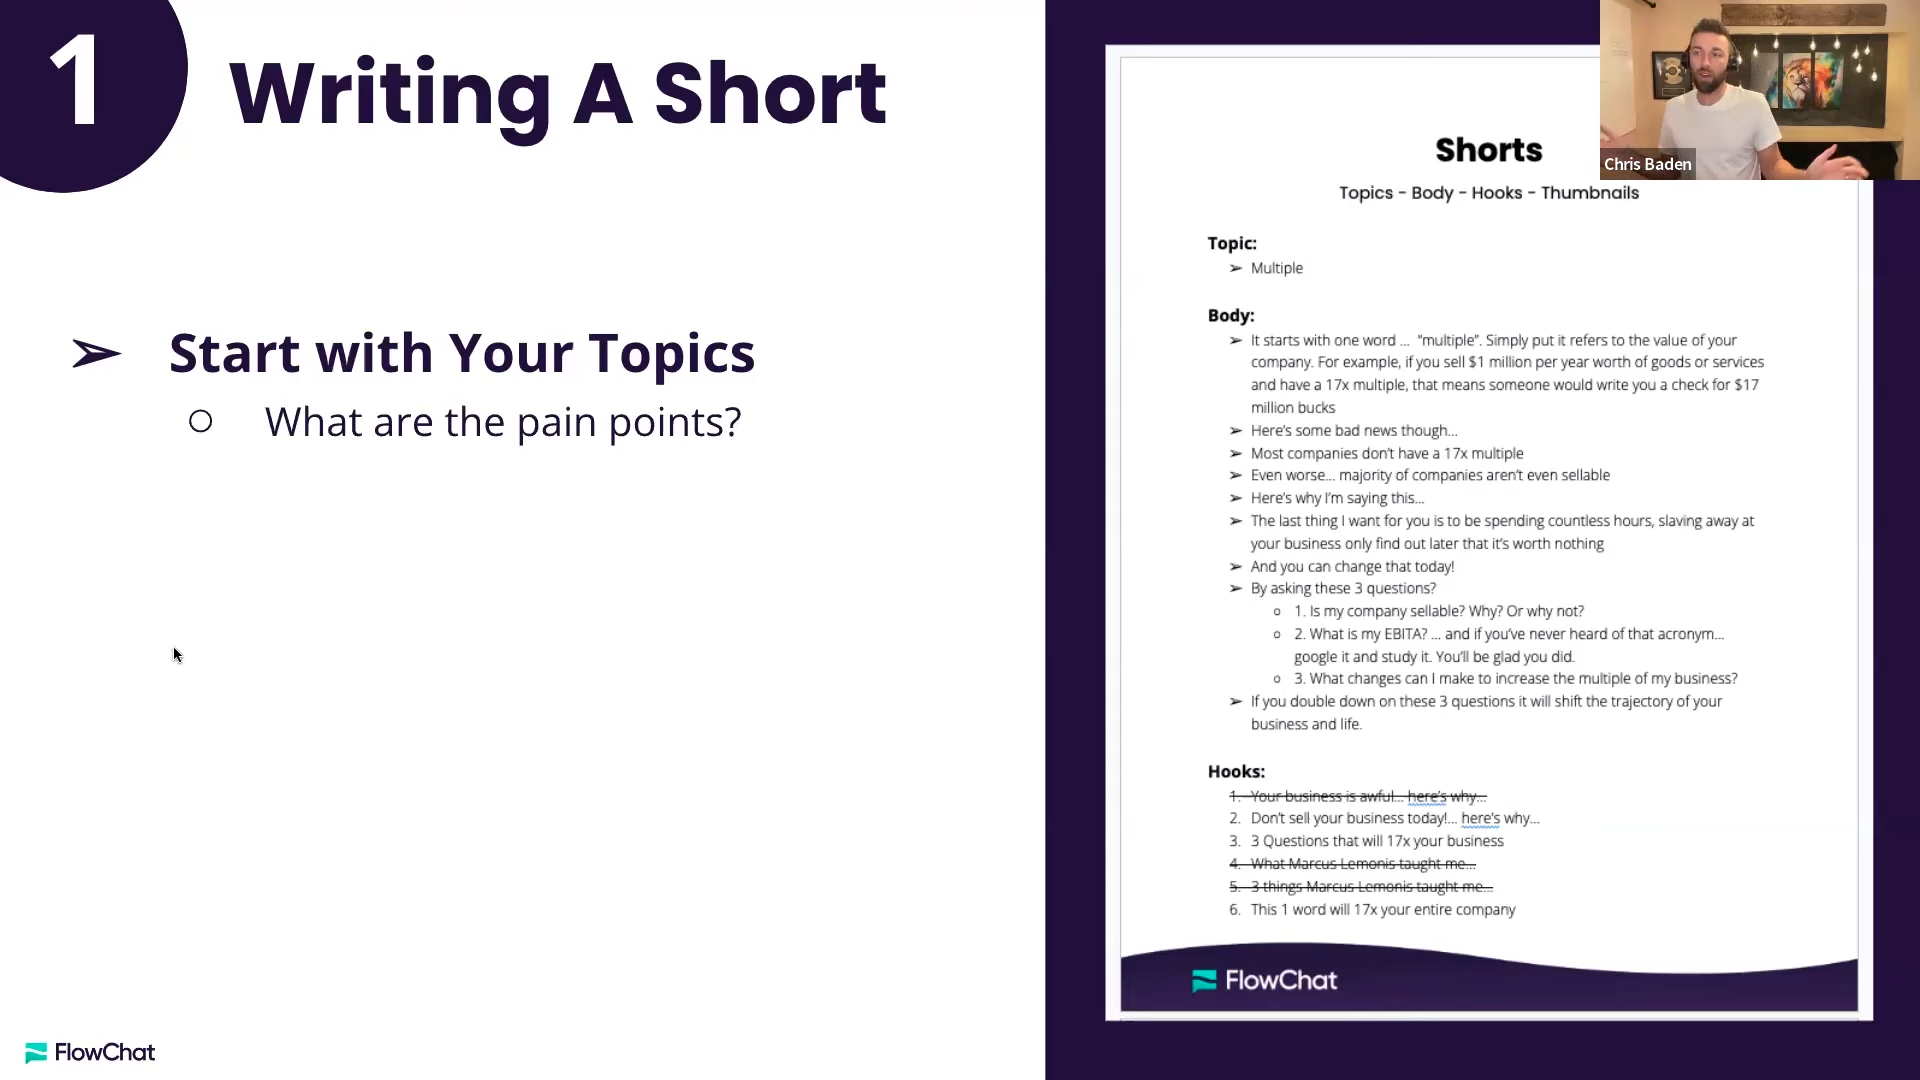 1
Writing A Short
➢ Start with Your Topics
○ What are the pain points?
FlowChat
Shorts
Topics - Body - Hooks - Thumbnails
Topic:
➢ Multiple
Body:
➢ It starts with one word ... "multiple". Simply put it refers to the value of your
company. For example, if you sell $1 million per year worth of goods or services
and have a 17x multiple, that means someone would write you a check for $17
million bucks
➢ Here's some bad news though...
➢ Most companies don't have a 17x multiple
➢ Even worse... majority of companies aren't even sellable
➢ Here's why I'm saying this...
➢ The last thing I want for you is to be spending countless hours, slaving away at
your business only find out later that it's worth nothing
➢ And you can change that today!
➢ By asking these 3 questions?
○ 1. Is my company sellable? Why? Or why not?
○ 2. What is my EBITA? ... and if you've never heard of that acronym...
google it and study it. You'll be glad you did.
○ 3. What changes can I make to increase the multiple of my business?
➢ If you double down on these 3 questions it will shift the trajectory of your
business and life.
Hooks:
1. Your business is awful... here's why...
2. Don't sell your business today!... here's why...
3. 3 Questions that will 17x your business
4. What Marcus Lemonis taught me...
5. 3 things Marcus Lemonis taught me...
6. This 1 word will 17x your entire company
FlowChat
Chris Baden